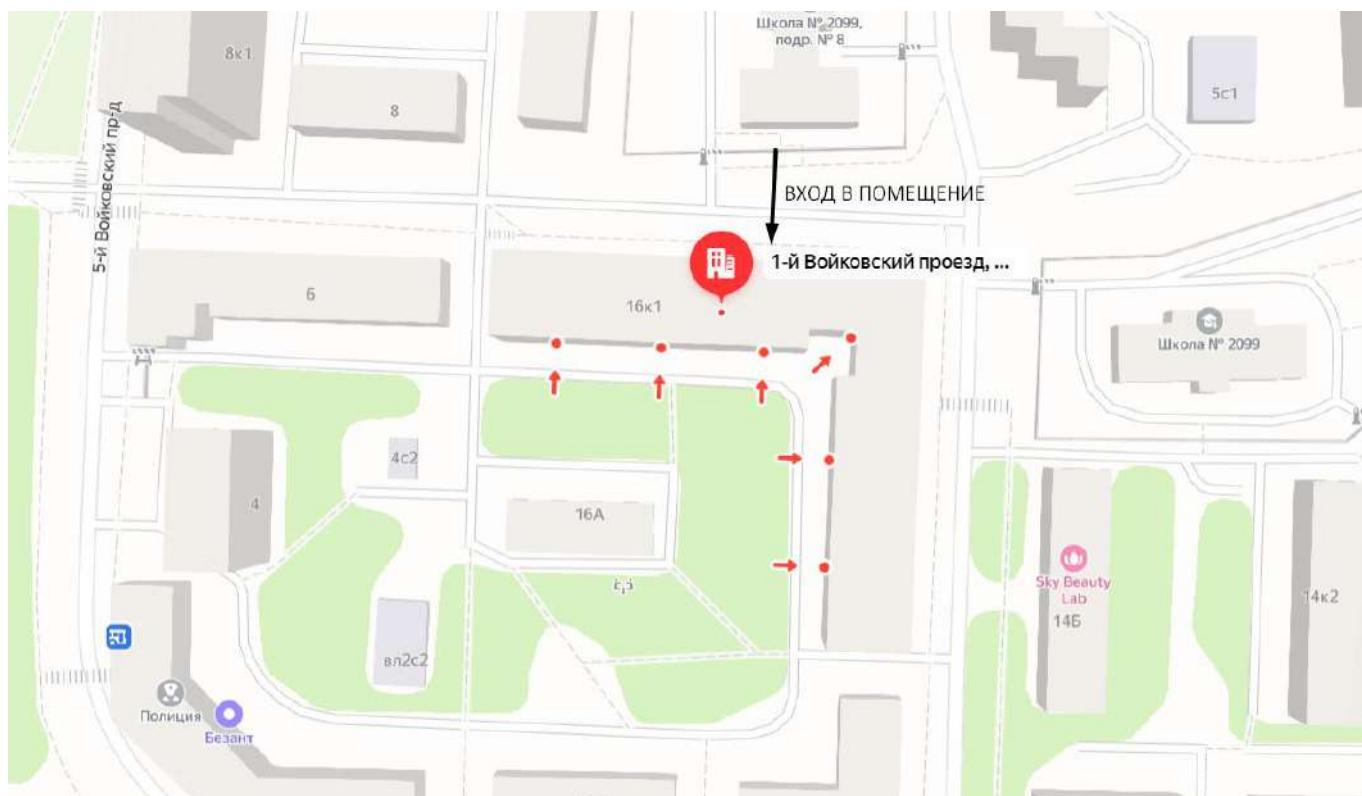 Школа № 2099,
подр. № 8
8к1
8
5с1
5-й Войковский пр-д
ВХОД В ПОМЕЩЕНИЕ
1-й Войковский проезд, ...
6
16к1
Школа № 2099
4с2
4
16А
Sky Beauty
Lab
14Б
14к2
вл2с2
Полиция
Безант